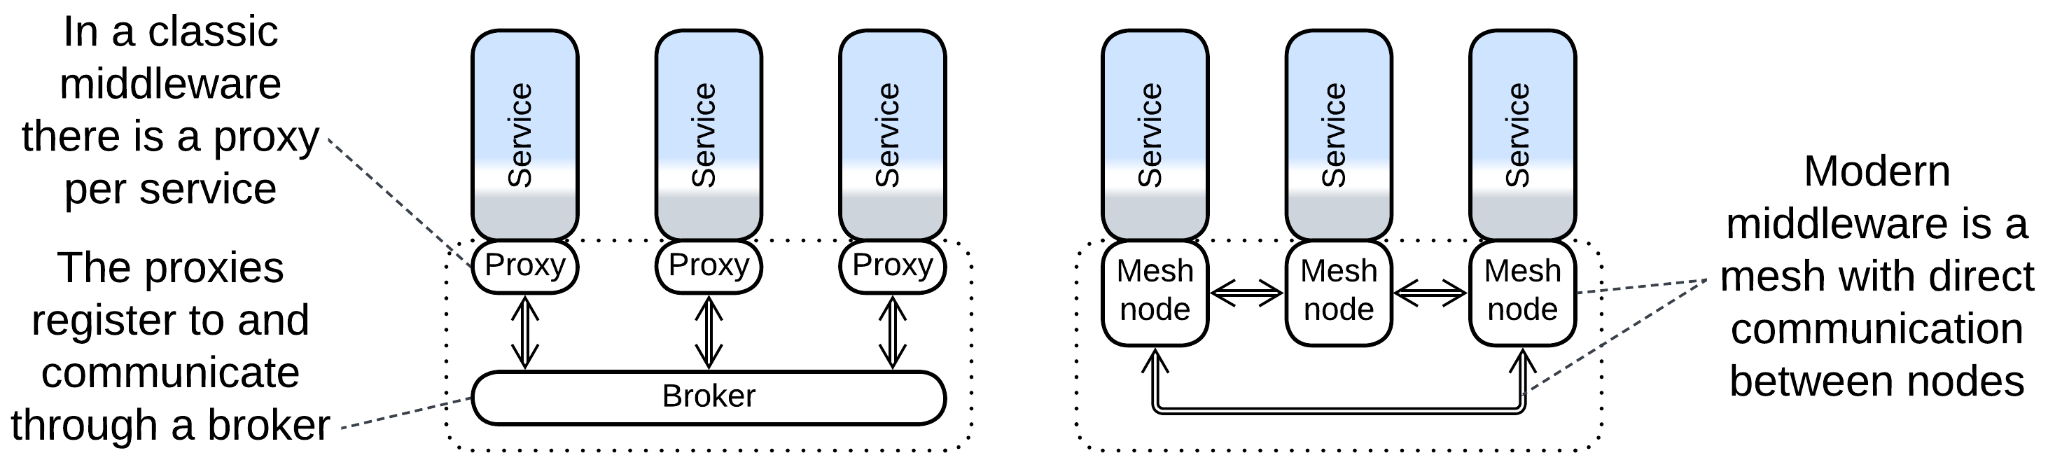 In a classic
middleware
there is a proxy
per service
The proxies
register to and
communicate
through a broker
Service
Service
Service
Proxy
Proxy
Proxy
Broker
Service
Service
Service
Mesh
node
Mesh
node
Mesh
node
Modern
middleware is a
mesh with direct
communication
between nodes